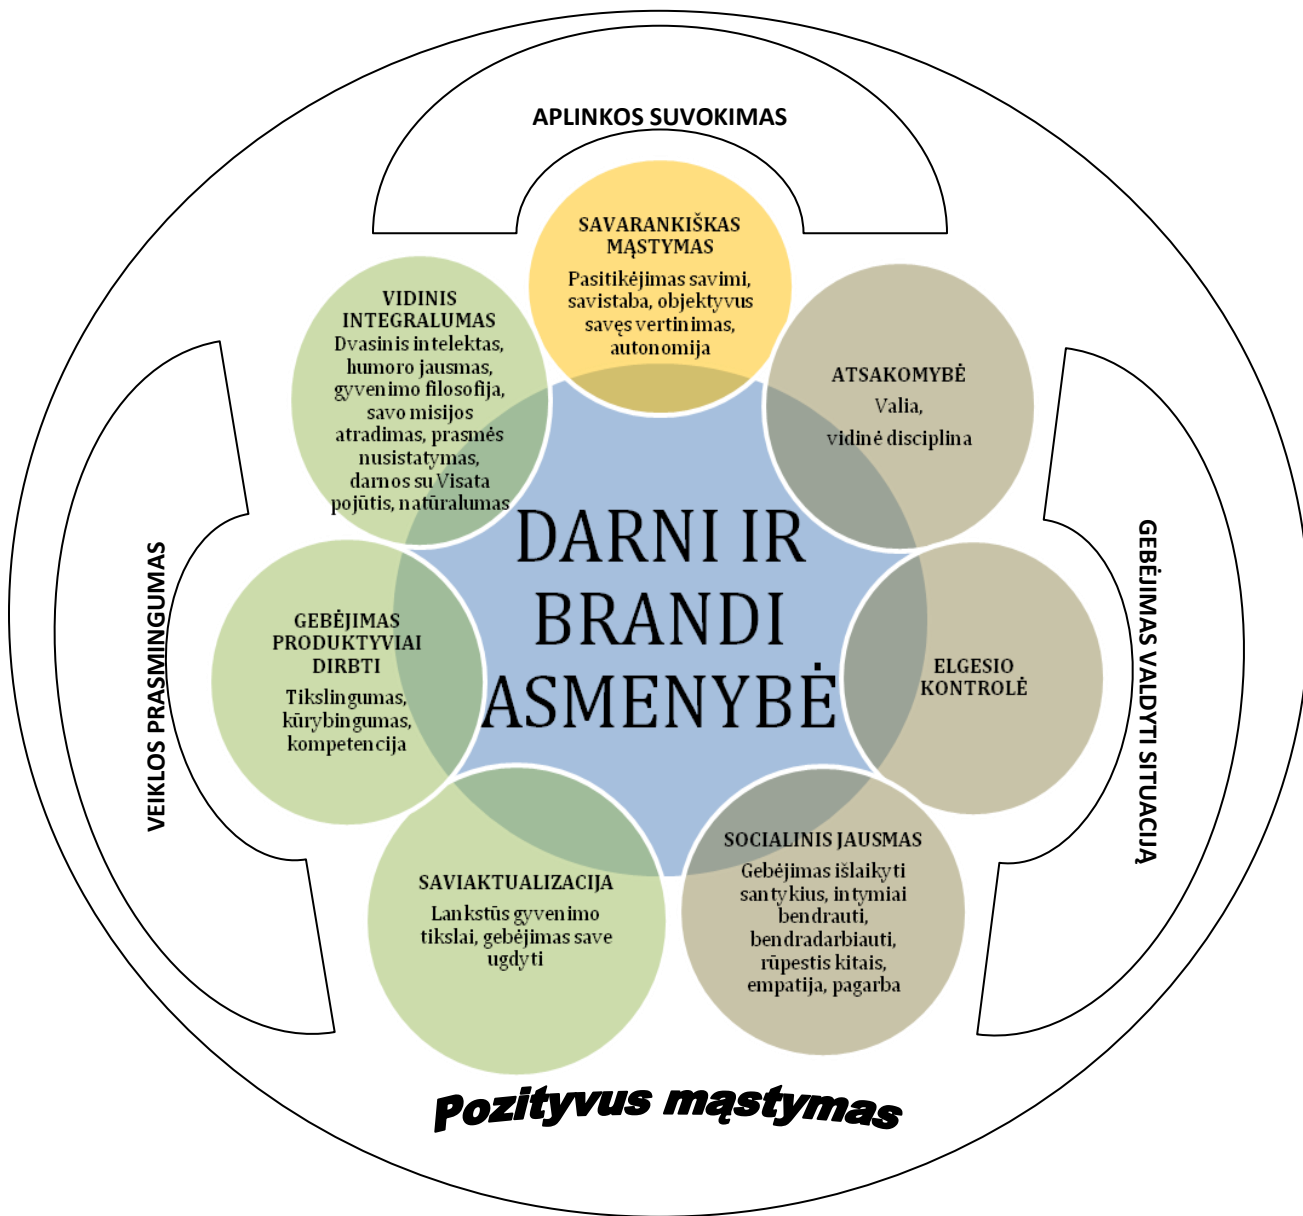 APLINKOS SUVOKIMAS
SAVARANKIŠKAS
MĄSTYMAS
Pasitikėjimas savimi,
savistaba, objektyvus
savęs vertinimas,
autonomija
VIDINIS
INTEGRALUMAS
Dvasinis intelektas,
humoro jausmas,
gyvenimo filosofija,
savo misijos
atradimas, prasmės
nusistatymas,
darnos su Visata
pojūtis, natūralumas
ATSAKOMYBĖ
Valia,
vidinė disciplina
DARNI IR
BRANDI
ASMENYBĖ
VEIKLOS PRASMINGUMAS
GEBĖJIMAS
PRODUKTYVIAI
DIRBTI
Tikslingumas,
kūrybingumas,
kompetencija
ELGESIO
KONTROLĖ
GEBĖJIMAS VALDYTI SITUACIJĄ
SAVIAKTUALIZACIJA
Lankstūs gyvenimo
tikslai, gebėjimas save
ugdyti
SOCIALINIS JAUSMAS
Gebėjimas išlaikyti
santykius, intymiai
bendrauti,
bendradarbiauti,
rūpestis kitais,
empatija, pagarba
Pozityvus mąstymas